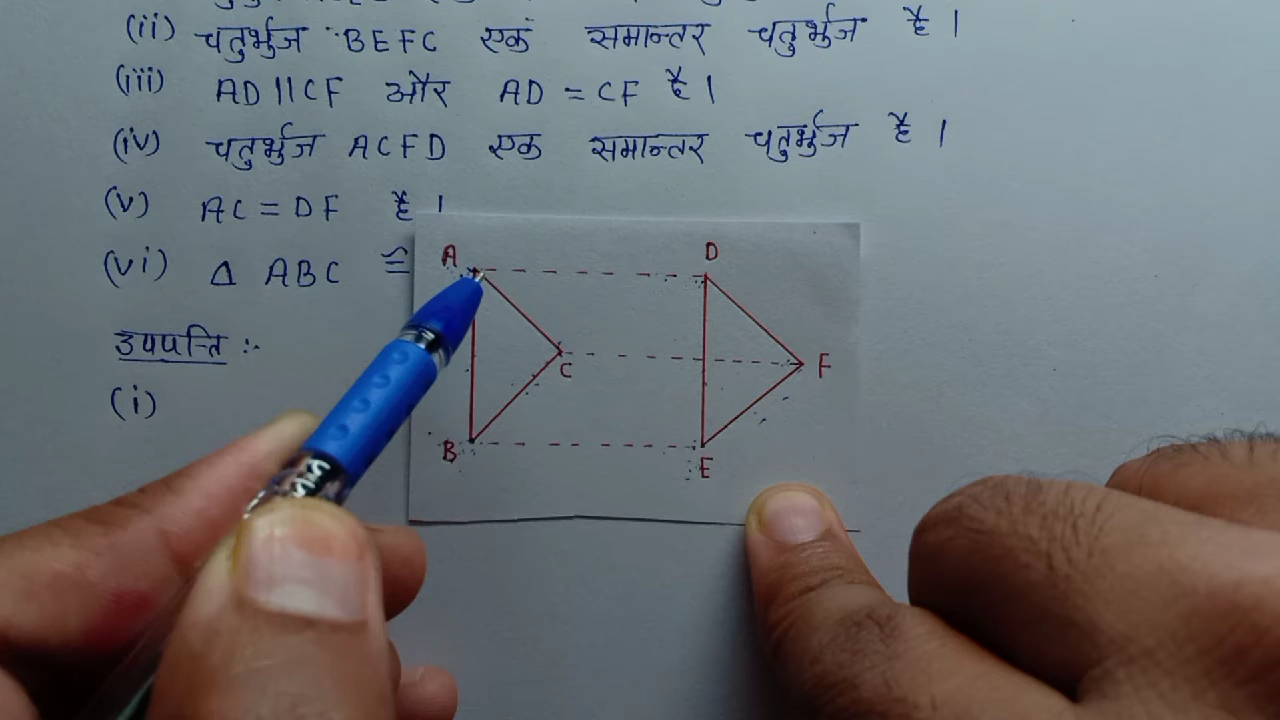 (ii) चतुर्भुज BEFC एक समान्तर चतुर्भुज है।
(iii) AD || CF और AD = CF है।
(iv) चतुर्भुज ACFD एक समान्तर चतुर्भुज है।
(v) AC = DF है।
(vi) Δ ABC ≅
उपपत्ति :-
(i)
A D
C F
B E